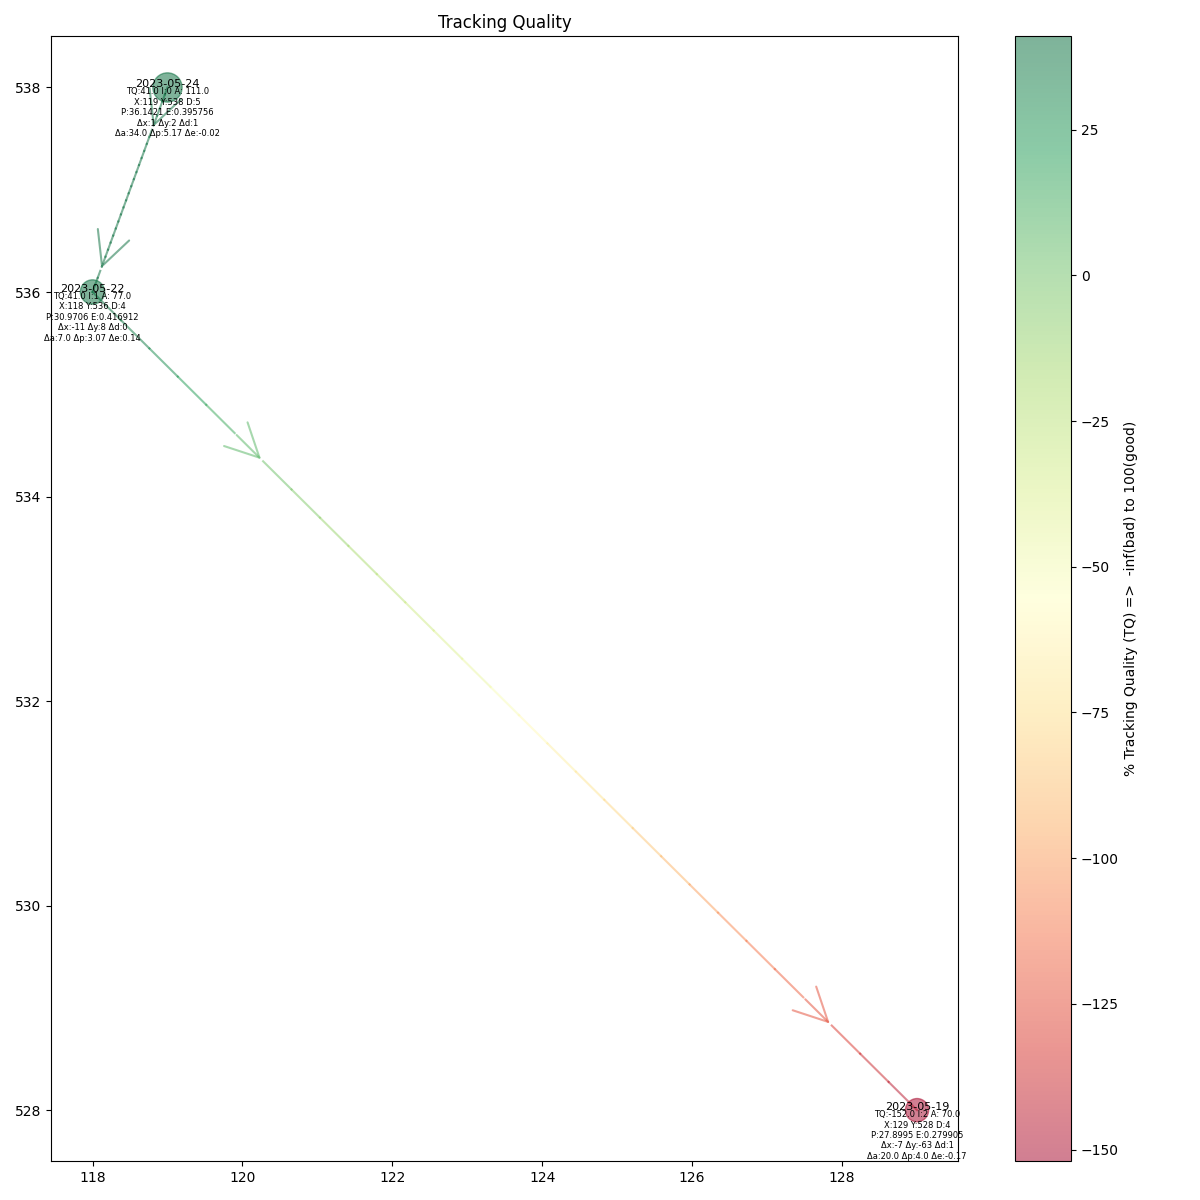 Tracking Quality
538
536
534
532
530
528
118
120
122
124
126
128
2023-05-24
TQ:41.0 I:0 A: 111.0
X:119 Y:538 D:5
P:36.1421 E:0.395756
Δx:1 Δy:2 Δd:1
Δa:34.0 Δp:5.17 Δe:-0.02
2023-05-22
TQ:41.0 I:1 A: 77.0
X:118 Y:536 D:4
P:30.9706 E:0.416912
Δx:-11 Δy:8 Δd:0
Δa:7.0 Δp:3.07 Δe:0.14
2023-05-19
TQ:-152.0 I:2 A: 70.0
X:129 Y:528 D:4
P:27.8995 E:0.279905
Δx:-7 Δy:-63 Δd:1
Δa:20.0 Δp:4.0 Δe:-0.17
25
0
−25
−50
−75
−100
−125
−150
% Tracking Quality (TQ) => -inf(bad) to 100(good)